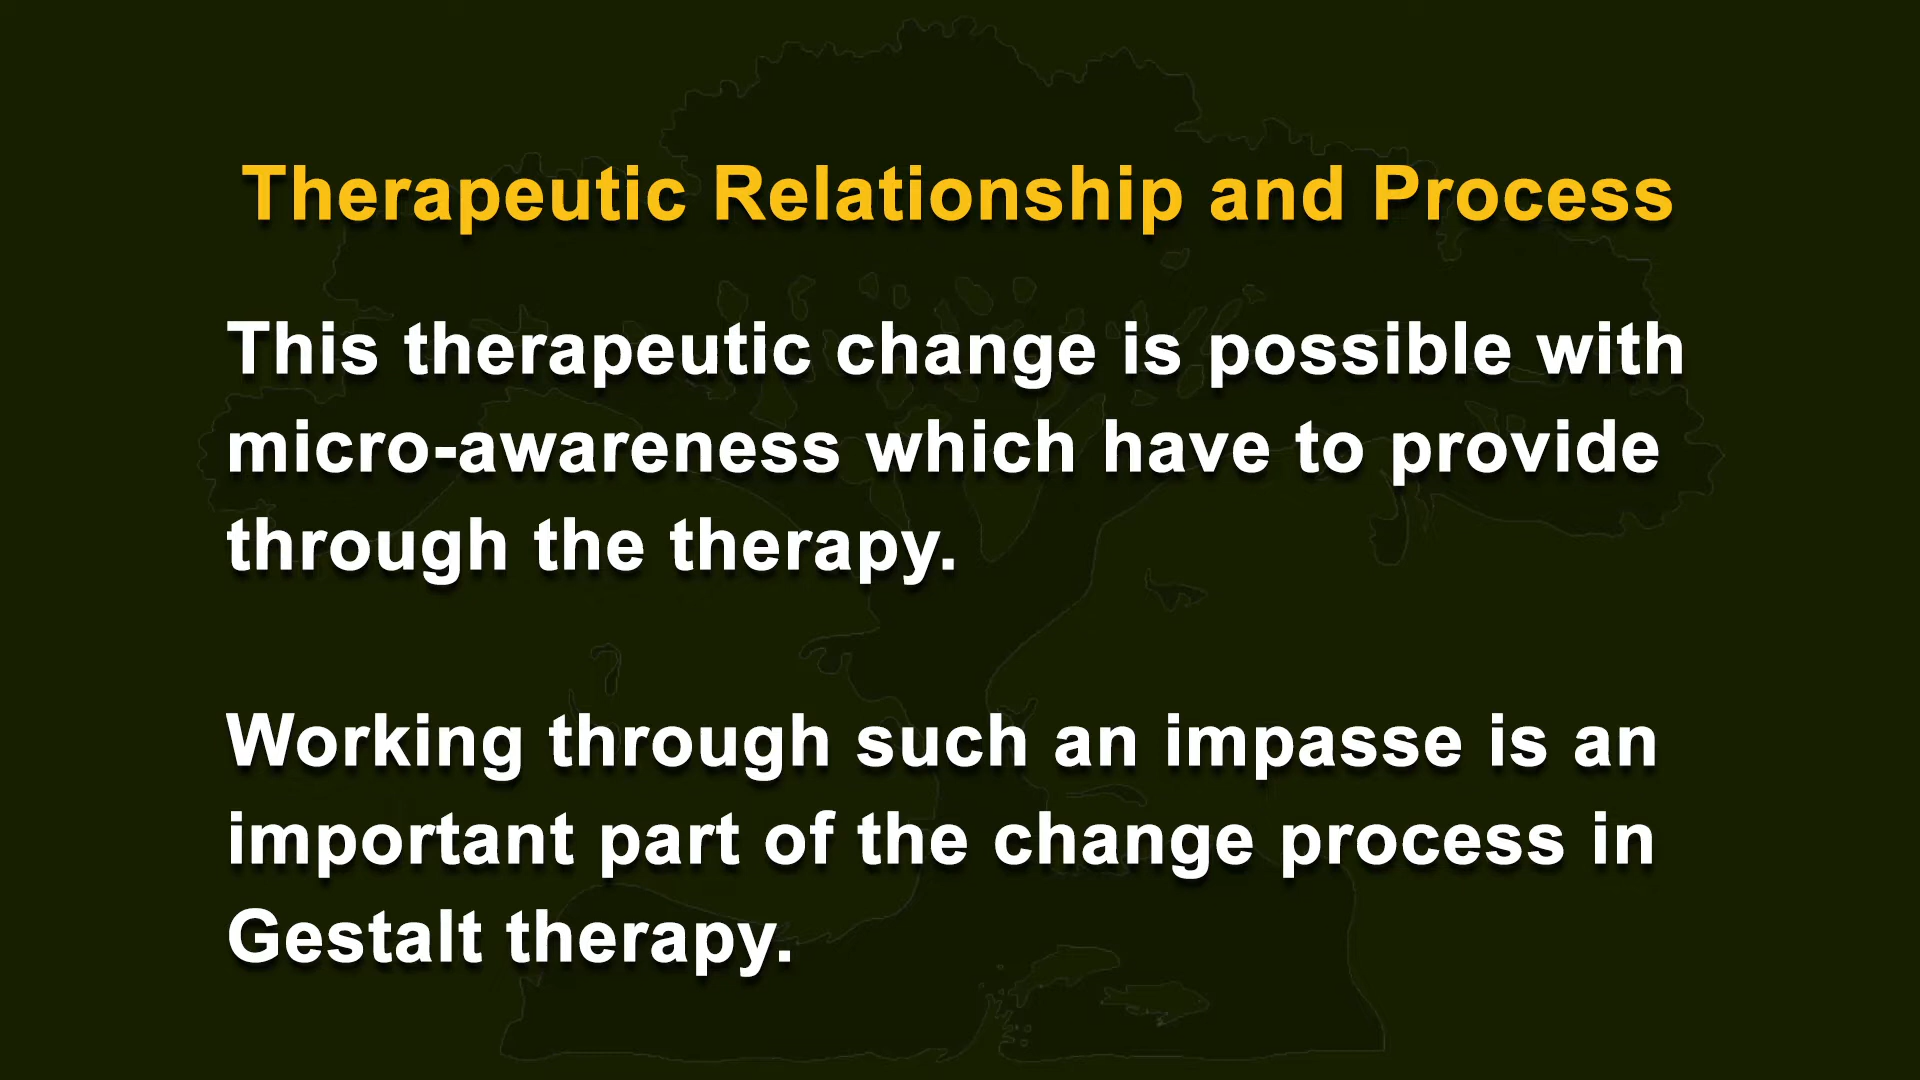 Therapeutic Relationship and Process
This therapeutic change is possible with
micro-awareness which have to provide
through the therapy.
Working through such an impasse is an
important part of the change process in
Gestalt therapy.